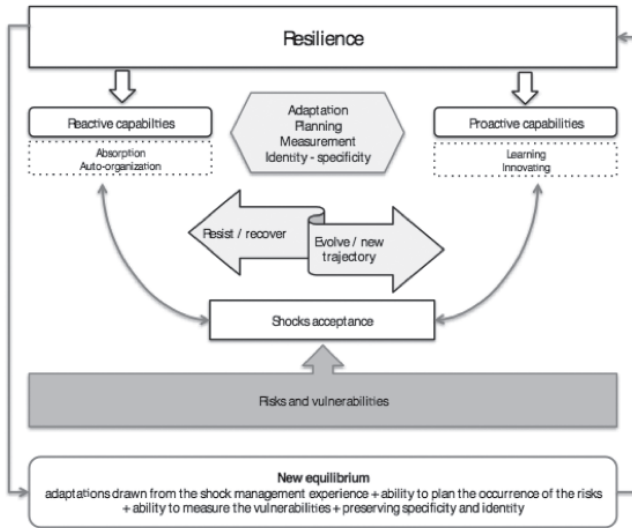 Resilience
Adaptation
Planning
Measurement
Identity - specificity
Reactive capabilties
Absorption
Auto-organization
Proactive capabilities
Learning
Innovating
Resist / recover
Evolve / new
trajectory
Shocks acceptance
Risks and vulnerabilities
New equilibrium
adaptations drawn from the shock management experience + ability to plan the occurrence of the risks
+ ability to measure the vulnerabilities + preserving specificity and identity